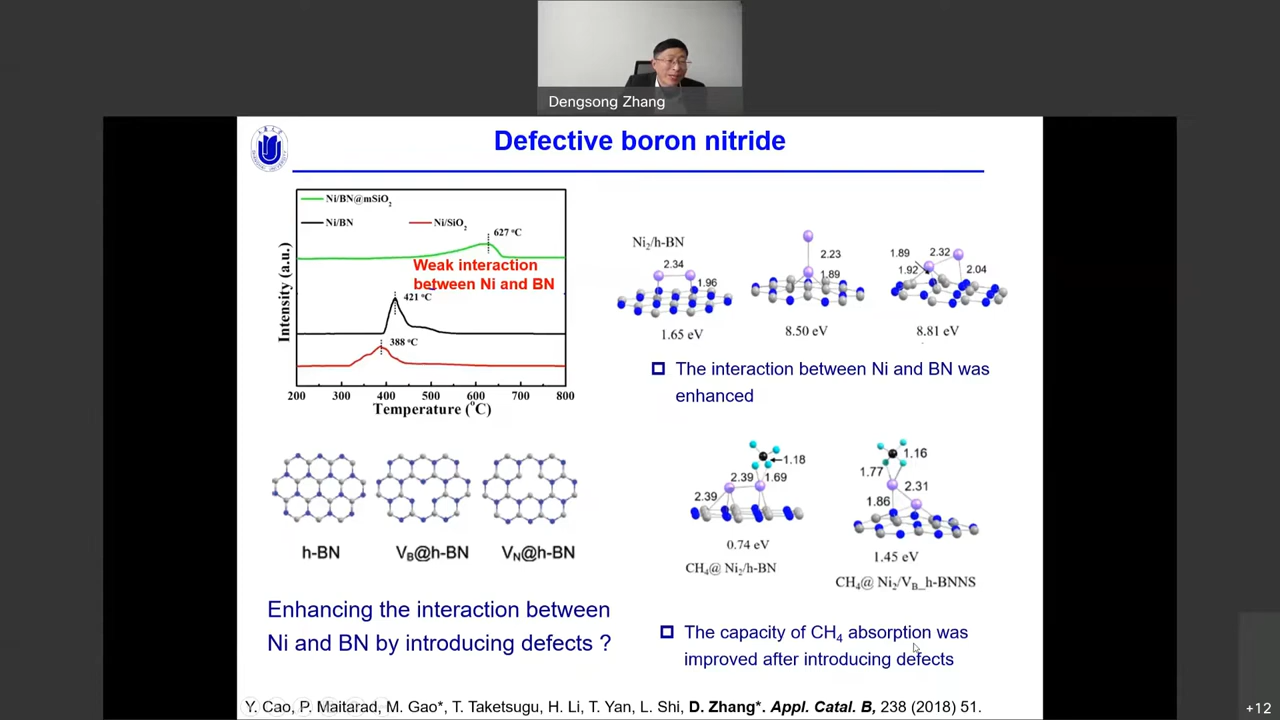 Dengsong Zhang
Defective boron nitride
Ni/BN@mSiO₂
Ni/BN
Ni/SiO₂
627 °C
Weak interaction
between Ni and BN
421 °C
388 °C
Intensity (a.u.)
200 300 400 500 600 700 800
Temperature (°C)
Ni₂/h-BN
2.34
1.96
1.65 eV
2.23
1.89
8.50 eV
1.89
2.32
1.92
2.04
8.81 eV
The interaction between Ni and BN was
enhanced
h-BN
V_B@h-BN
V_N@h-BN
Enhancing the interaction between
Ni and BN by introducing defects ?
1.18
2.39
1.69
2.39
0.74 eV
CH₄@ Ni₂/h-BN
1.16
1.77
2.31
1.86
1.45 eV
CH₄@ Ni₂/V_B_h-BNNS
The capacity of CH₄ absorption was
improved after introducing defects
Y. Cao, P. Maitarad, M. Gao*, T. Taketsugu, H. Li, T. Yan, L. Shi, D. Zhang*. Appl. Catal. B, 238 (2018) 51.
+12